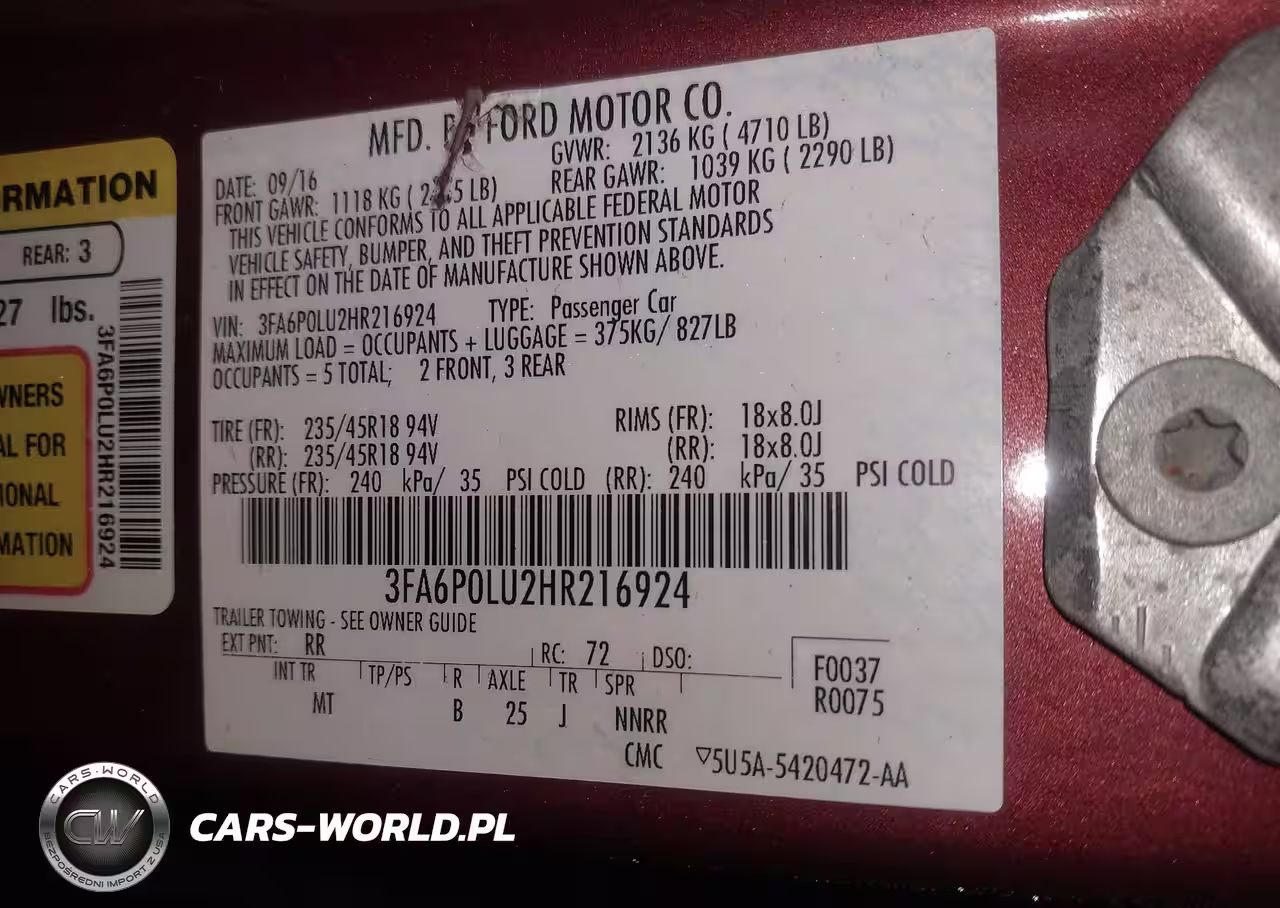 RMATION
REAR: 3
27 lbs.
WNERS
AL FOR
IONAL
MATION
3FA6P0LU2HR216924
MFD. FORD MOTOR CO.
DATE: 09/16 GVWR: 2136 KG ( 4710 LB)
FRONT GAWR: 1118 KG ( LB) REAR GAWR: 1039 KG ( 2290 LB)
THIS VEHICLE CONFORMS TO ALL APPLICABLE FEDERAL MOTOR
VEHICLE SAFETY, BUMPER, AND THEFT PREVENTION STANDARDS
IN EFFECT ON THE DATE OF MANUFACTURE SHOWN ABOVE.
VIN: 3FA6P0LU2HR216924 TYPE: Passenger Car
MAXIMUM LOAD = OCCUPANTS + LUGGAGE = 375KG/ 827LB
OCCUPANTS = 5 TOTAL; 2 FRONT, 3 REAR
TIRE (FR): 235/45R18 94V RIMS (FR): 18x8.0J
(RR): 235/45R18 94V (RR): 18x8.0J
PRESSURE (FR): 240 kPa/ 35 PSI COLD (RR): 240 kPa/ 35 PSI COLD
3FA6P0LU2HR216924
TRAILER TOWING - SEE OWNER GUIDE
EXT PNT: RR RC: 72 DSO:
INT TR TP/PS R AXLE TR SPR
MT B 25 J NNRR
F0037
R0075
CMC ▽5U5A-5420472-AA
CARS-WORLD
CW
BEZPOŚREDNI IMPORT Z USA
CARS-WORLD.PL